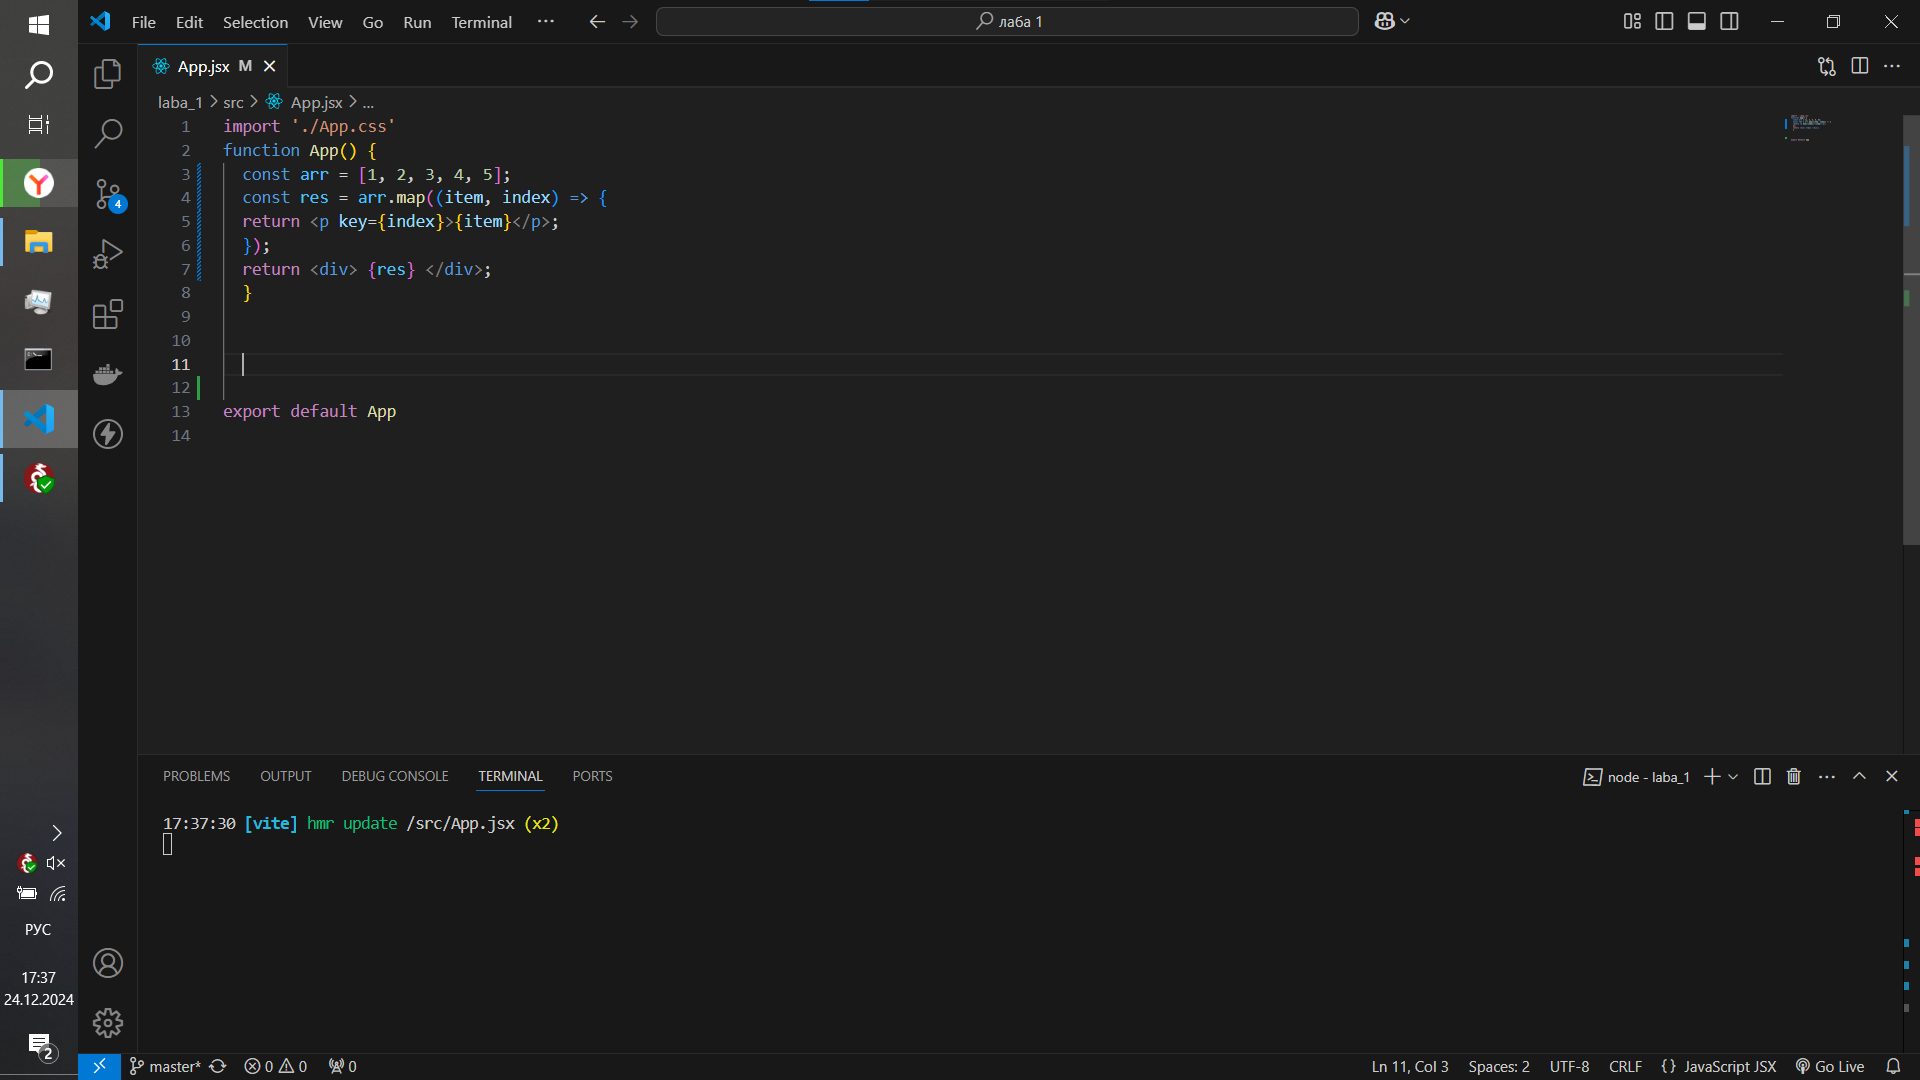 File Edit Selection View Go Run Terminal ··· лаба 1
App.jsx M
laba_1 > src > App.jsx > ...
1 import './App.css'
2 function App() {
3 const arr = [1, 2, 3, 4, 5];
4 const res = arr.map((item, index) => {
5 return <p key={index}>{item}</p>;
6 });
7 return <div> {res} </div>;
8 }
9
10
11
12
13 export default App
14
4
PROBLEMS OUTPUT DEBUG CONSOLE TERMINAL PORTS node - laba_1
17:37:30 [vite] hmr update /src/App.jsx (x2)
РУС
17:37
24.12.2024
2
master* 0 0 0 Ln 11, Col 3 Spaces: 2 UTF-8 CRLF {} JavaScript JSX Go Live